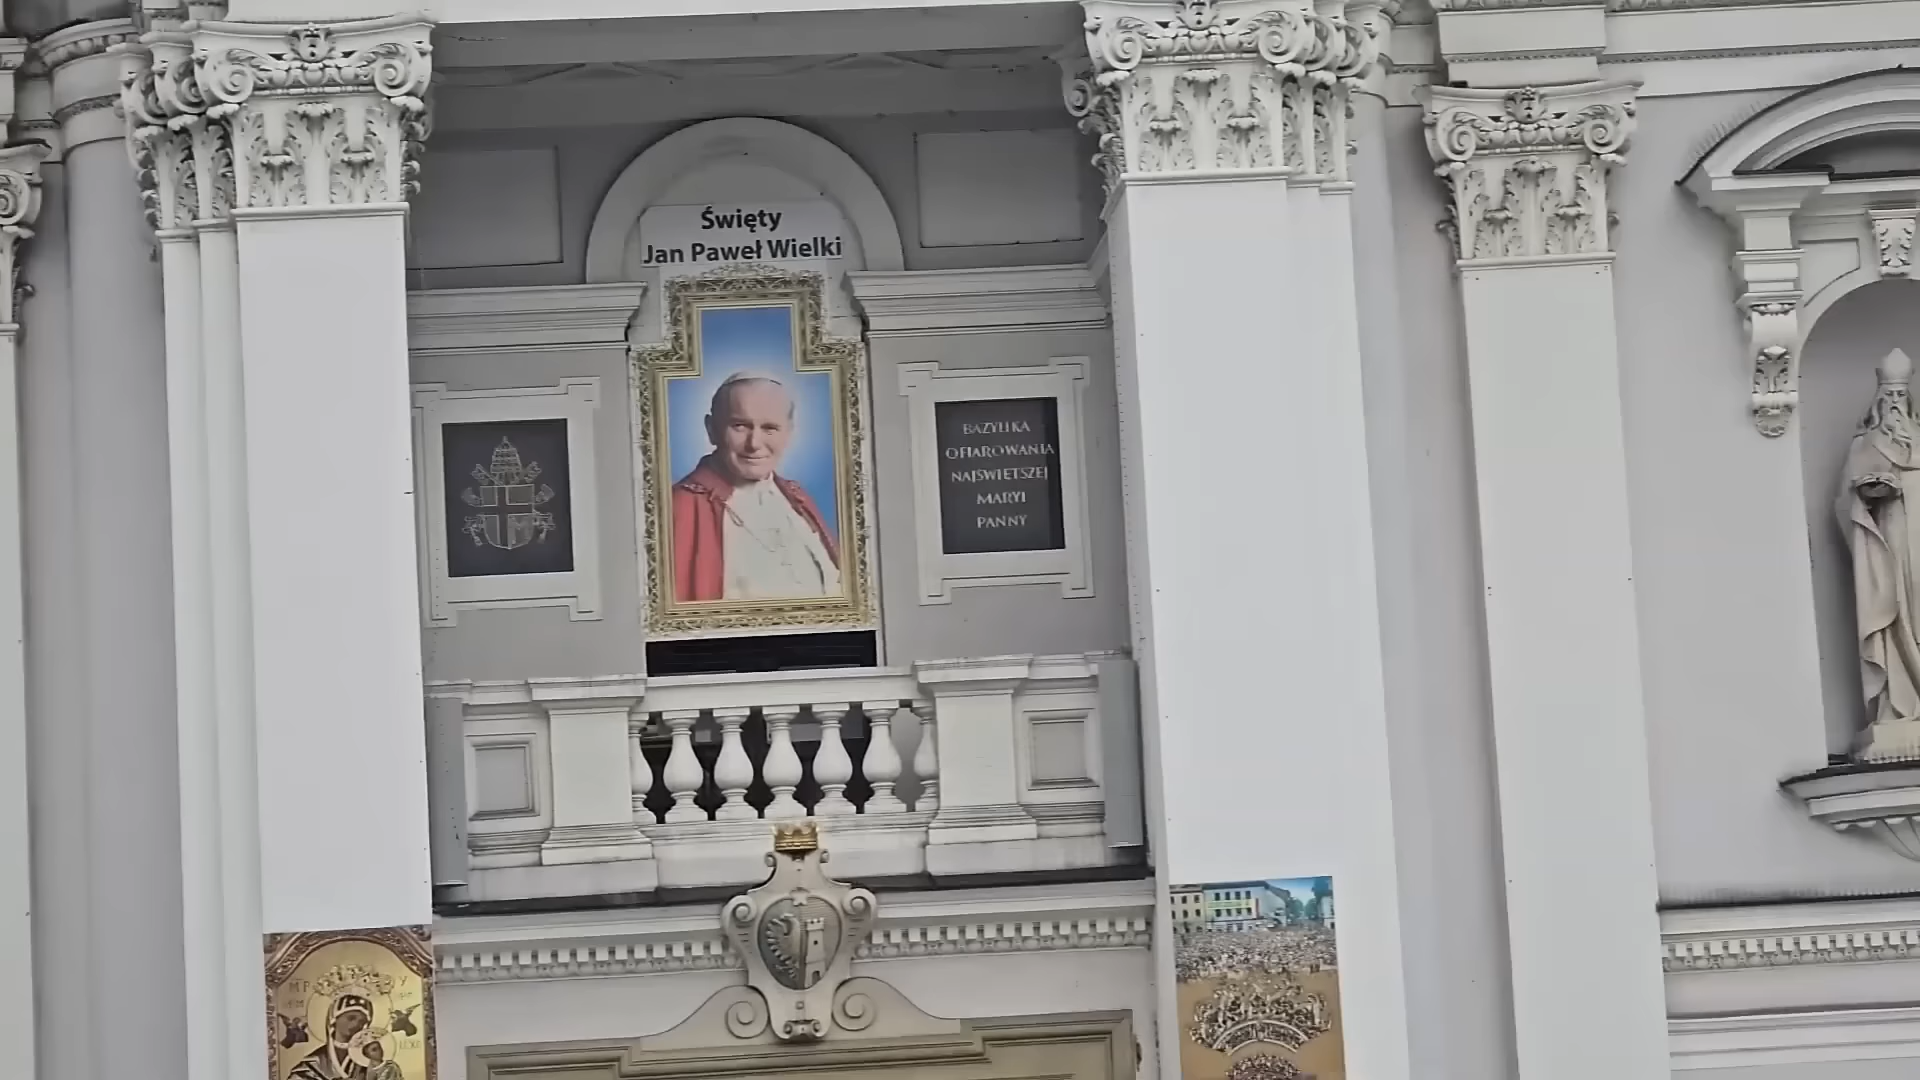 Święty
Jan Paweł Wielki
BAZYLIKA
OFIAROWANIA
NAJŚWIĘTSZEJ
MARYI
PANNY